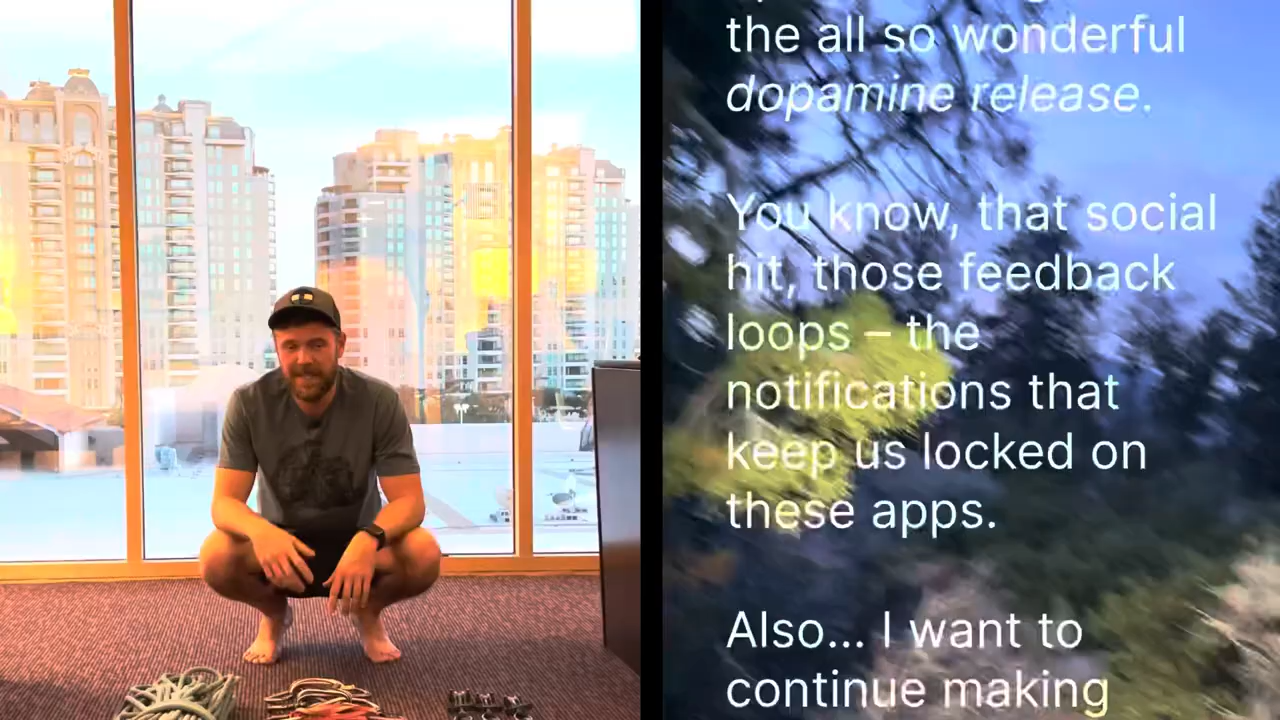 the all so wonderful
dopamine release.
You know, that social
hit, those feedback
loops – the
notifications that
keep us locked on
these apps.
Also... I want to
continue making